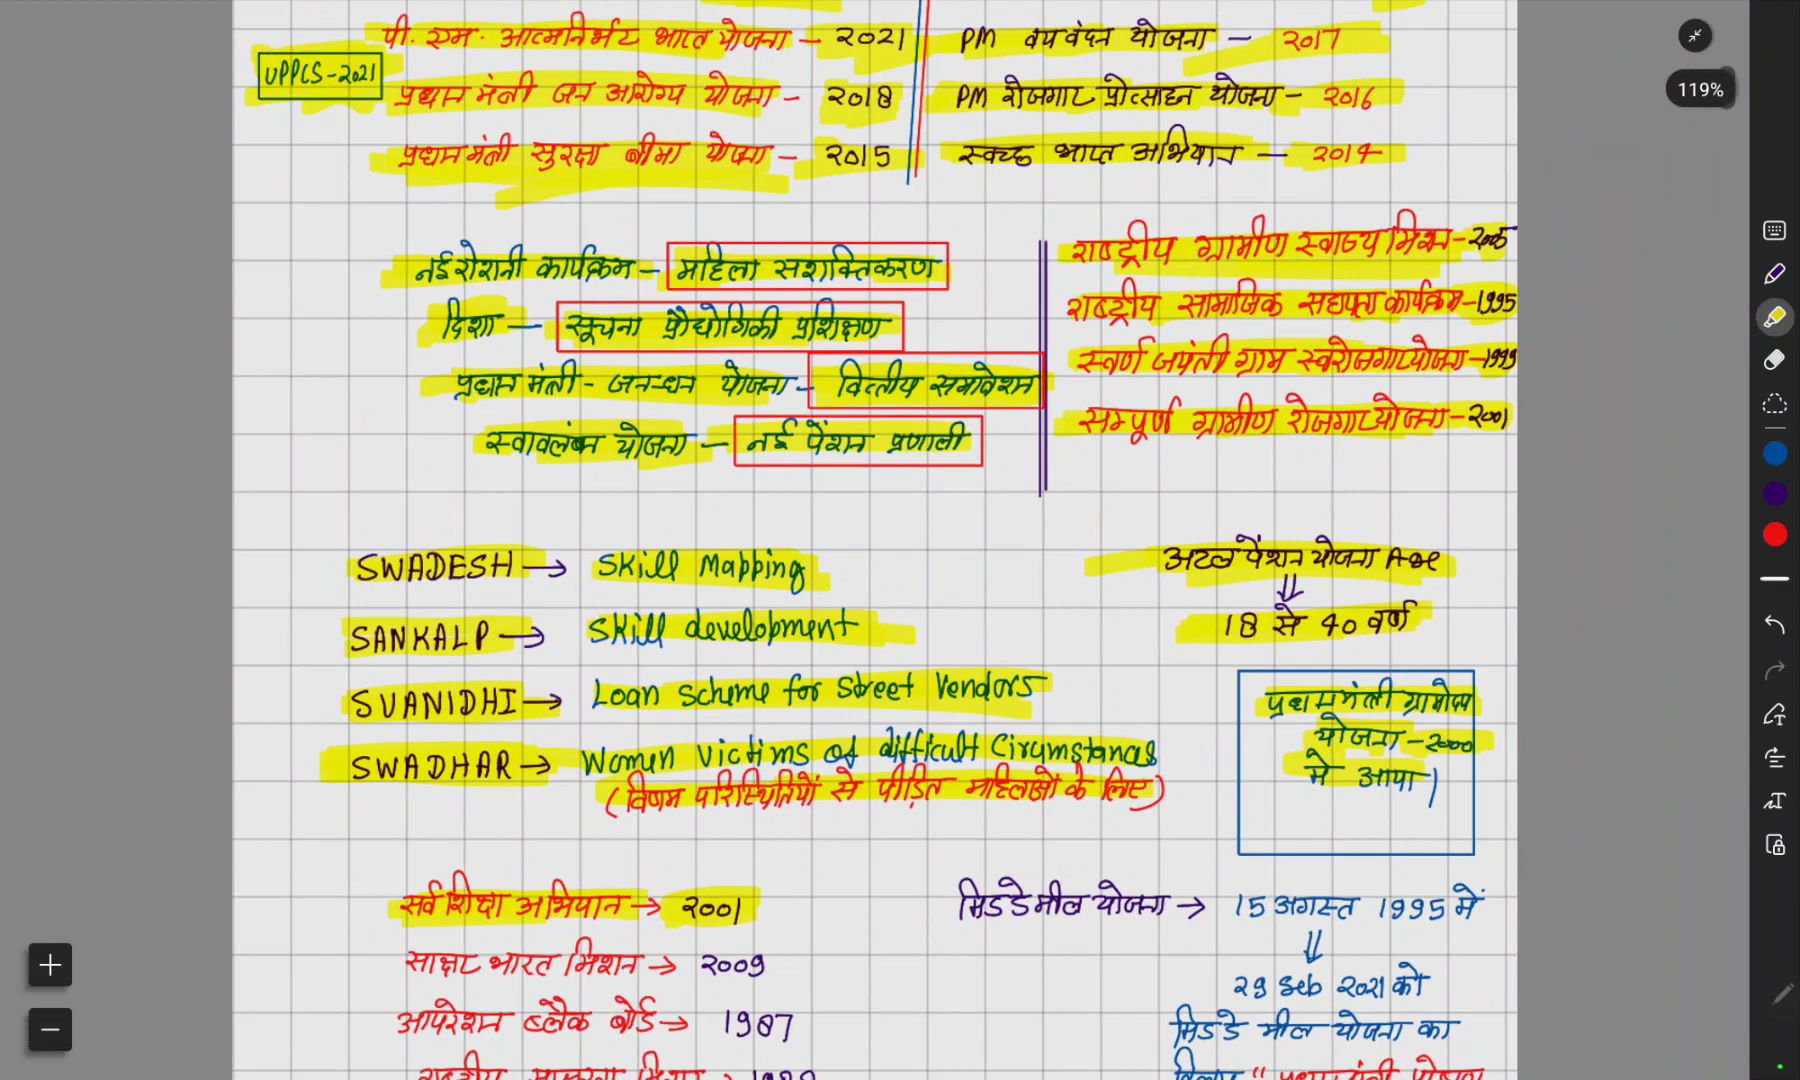 पी. एम. आत्मनिर्भर भारत योजना – 2021
PM वय वंदन योजना – 2017
119%
UPPCS-2021
प्रधानमंत्री जन आरोग्य योजना – 2018
PM रोजगार प्रोत्साहन योजना – 2016
प्रधानमंत्री सुरक्षा बीमा योजना – 2015
स्वच्छ भारत अभियान – 2014
नई रोशनी कार्यक्रम – महिला सशक्तिकरण
दिशा – सूचना प्रौद्योगिकी प्रशिक्षण
प्रधानमंत्री - जन-धन योजना – वित्तीय समावेशन
स्वावलंबन योजना – नई पेंशन प्रणाली
राष्ट्रीय ग्रामीण स्वास्थ्य मिशन – 2005
राष्ट्रीय सामाजिक सहायता कार्यक्रम – 1995
स्वर्ण जयंती ग्राम स्वरोजगार योजना – 1999
सम्पूर्ण ग्रामीण रोजगार योजना – 2001
SWADESH → Skill Mapping
SANKALP → Skill development
SVANIDHI → Loan Scheme for Street Vendors
SWADHAR → Women victims of difficult Circumstances
(विषम परिस्थितियों से पीड़ित महिलाओं के लिए)
अटल पेंशन योजना Age
⇓
18 से 40 वर्ष
प्रधानमंत्री ग्रामोदय
योजना – 2000
में आया।
सर्व शिक्षा अभियान → 2001
साक्षर भारत मिशन → 2009
आपरेशन ब्लैक बोर्ड → 1987
मिड डे मील योजना → 15 अगस्त 1995 में
⇓
29 Seb 2021 को
मिड डे मील योजना का